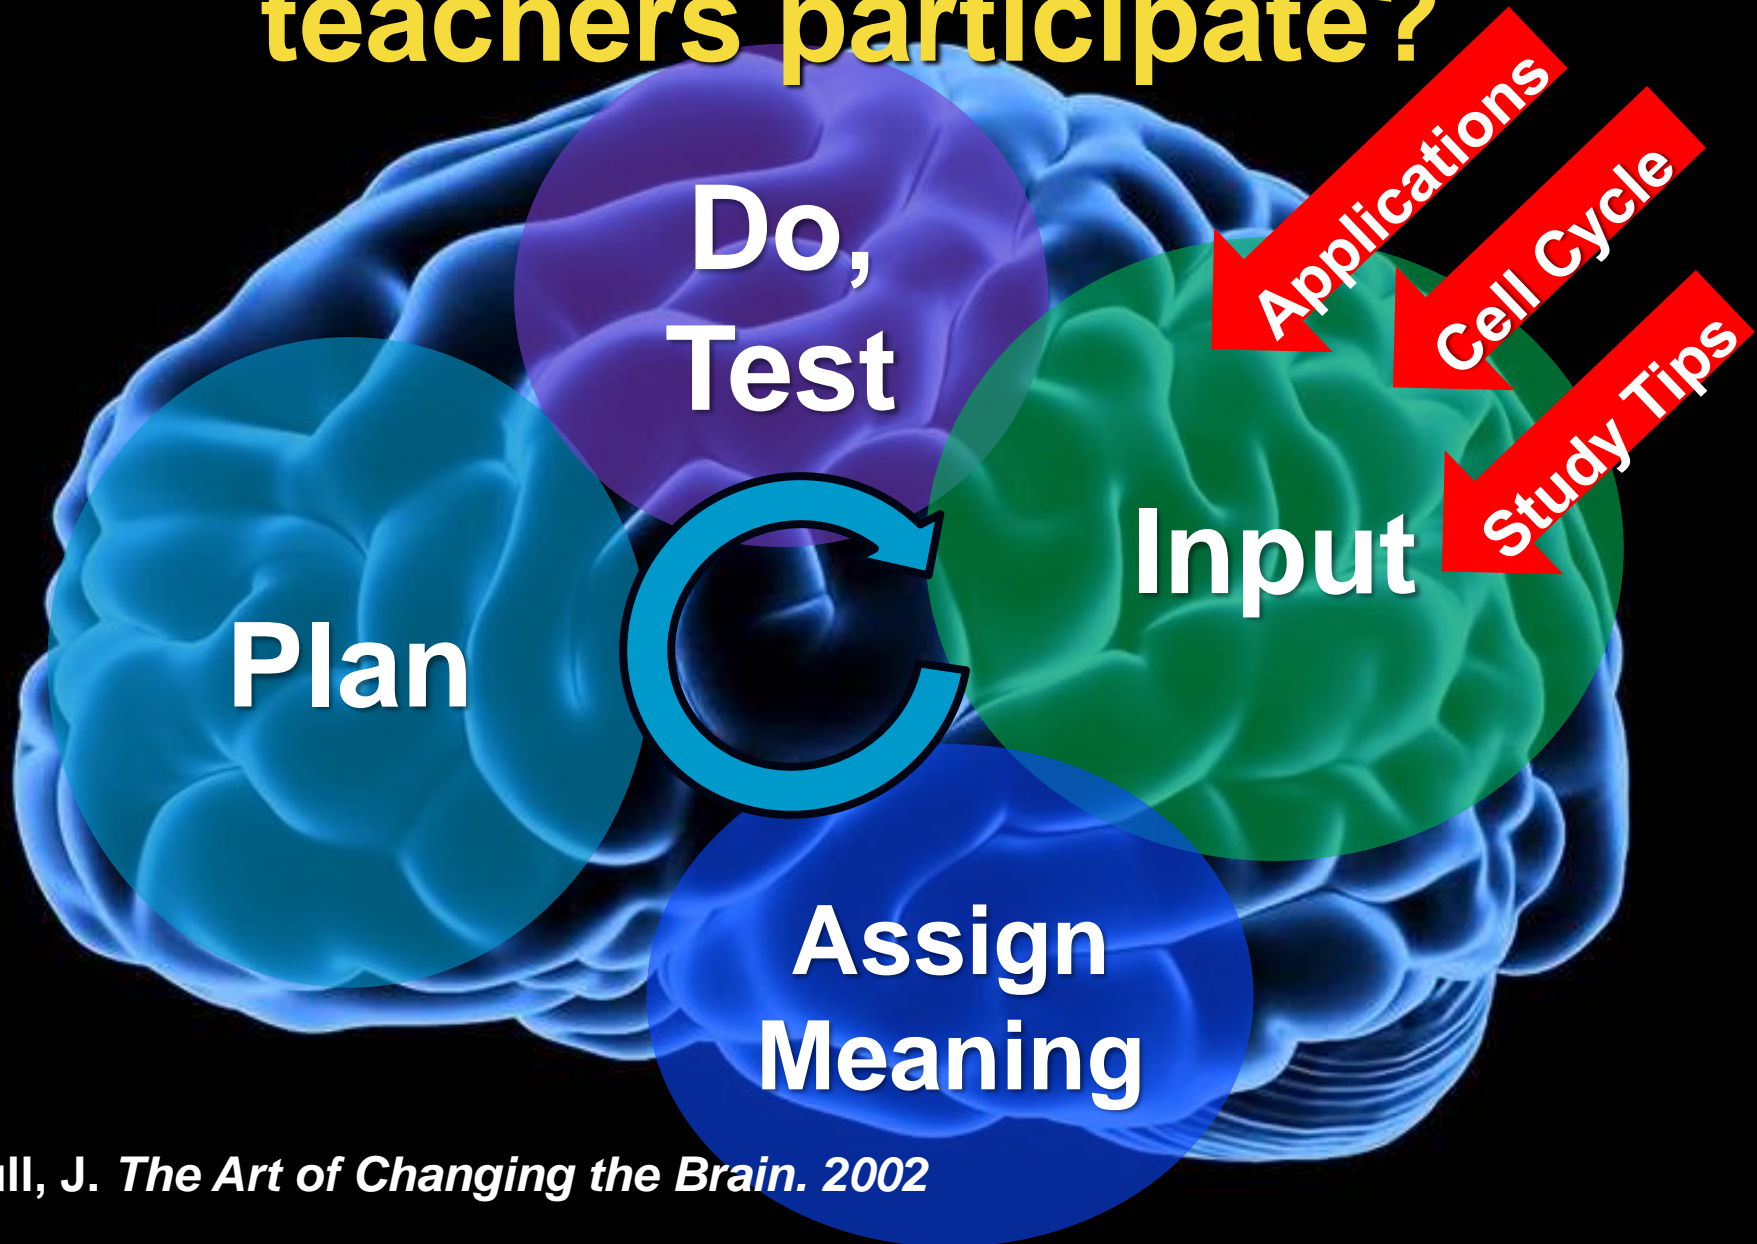 teachers participate?
Applications
Cell Cycle
Study Tips
Do,
Test
Input
Plan
Assign
Meaning
J. The Art of Changing the Brain. 2002